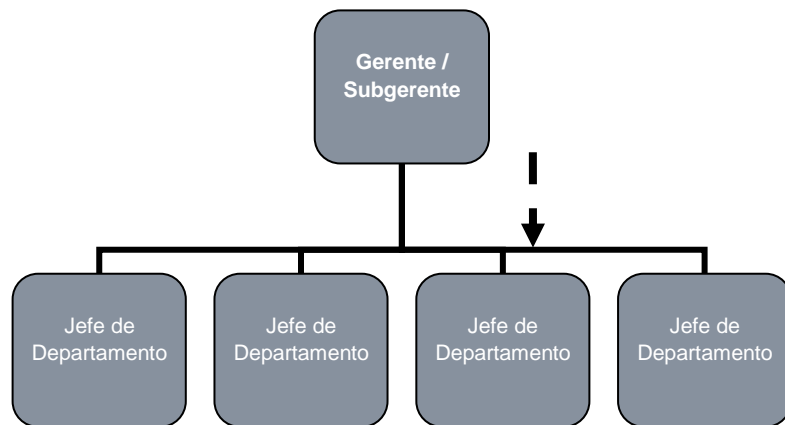 Gerente /
Subgerente
Jefe de
Departamento
Jefe de
Departamento
Jefe de
Departamento
Jefe de
Departamento